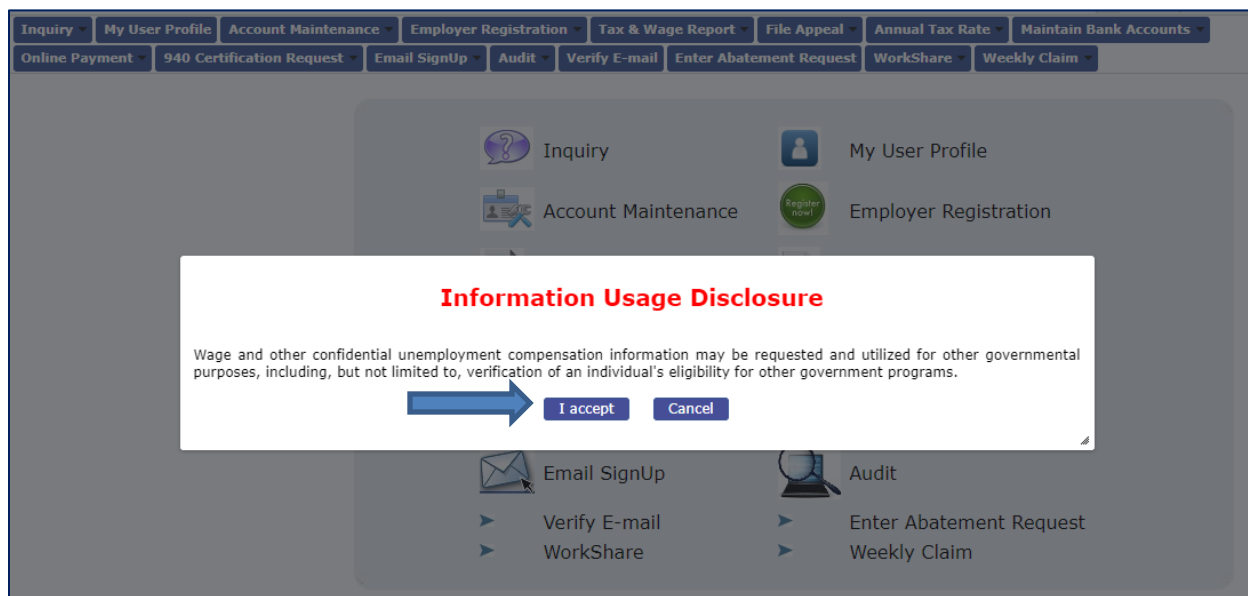 Inquiry My User Profile Account Maintenance Employer Registration Tax & Wage Report File Appeal Annual Tax Rate Maintain Bank Accounts
Online Payment 940 Certification Request Email SignUp Audit Verify E-mail Enter Abatement Request WorkShare Weekly Claim
Inquiry My User Profile
Account Maintenance Register now! Employer Registration
Information Usage Disclosure
Wage and other confidential unemployment compensation information may be requested and utilized for other governmental
purposes, including, but not limited to, verification of an individual's eligibility for other government programs.
I accept Cancel
Email SignUp Audit
Verify E-mail Enter Abatement Request
WorkShare Weekly Claim